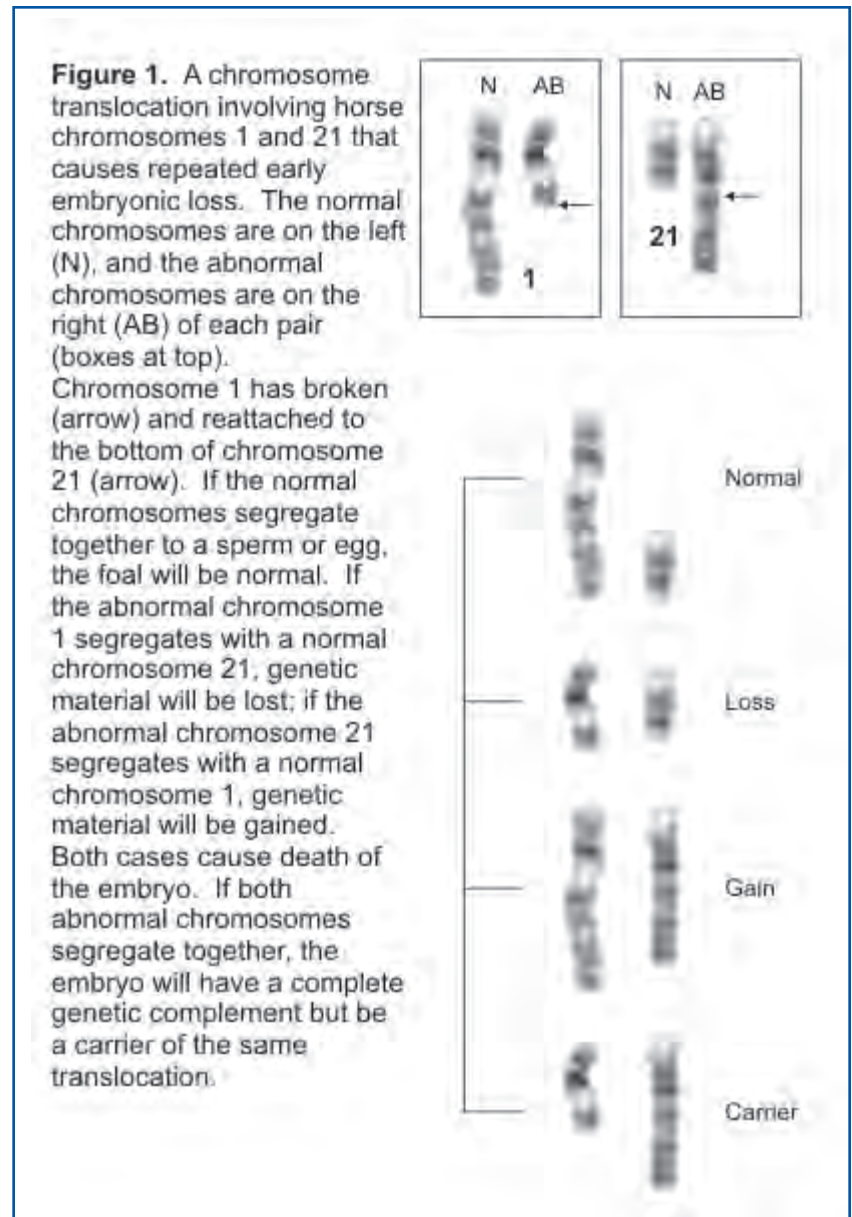 Figure 1. A chromosome
translocation involving horse
chromosomes 1 and 21 that
causes repeated early
embryonic loss. The normal
chromosomes are on the left
(N), and the abnormal
chromosomes are on the
right (AB) of each pair
(boxes at top).
Chromosome 1 has broken
(arrow) and reattached to
the bottom of chromosome
21 (arrow). If the normal
chromosomes segregate
together to a sperm or egg,
the foal will be normal. If
the abnormal chromosome
1 segregates with a normal
chromosome 21, genetic
material will be lost; if the
abnormal chromosome 21
segregates with a normal
chromosome 1, genetic
material will be gained.
Both cases cause death of
the embryo. If both
abnormal chromosomes
segregate together, the
embryo will have a complete
genetic complement but be
a carrier of the same
translocation.
N AB
1
N AB
21
Normal
Loss
Gain
Carrier